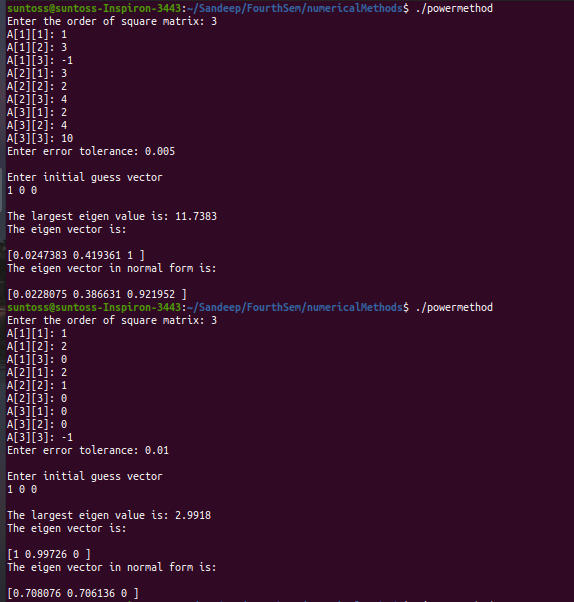 suntoss@suntoss-Inspiron-3443:~/Sandeep/FourthSem/numericalMethods$ ./powermethod
Enter the order of square matrix: 3
A[1][1]: 1
A[1][2]: 3
A[1][3]: -1
A[2][1]: 3
A[2][2]: 2
A[2][3]: 4
A[3][1]: 2
A[3][2]: 4
A[3][3]: 10
Enter error tolerance: 0.005
Enter initial guess vector
1 0 0
The largest eigen value is: 11.7383
The eigen vector is:
[0.0247383 0.419361 1 ]
The eigen vector in normal form is:
[0.0228075 0.386631 0.921952 ]
suntoss@suntoss-Inspiron-3443:~/Sandeep/FourthSem/numericalMethods$ ./powermethod
Enter the order of square matrix: 3
A[1][1]: 1
A[1][2]: 2
A[1][3]: 0
A[2][1]: 2
A[2][2]: 1
A[2][3]: 0
A[3][1]: 0
A[3][2]: 0
A[3][3]: -1
Enter error tolerance: 0.01
Enter initial guess vector
1 0 0
The largest eigen value is: 2.9918
The eigen vector is:
[1 0.99726 0 ]
The eigen vector in normal form is:
[0.708076 0.706136 0 ]